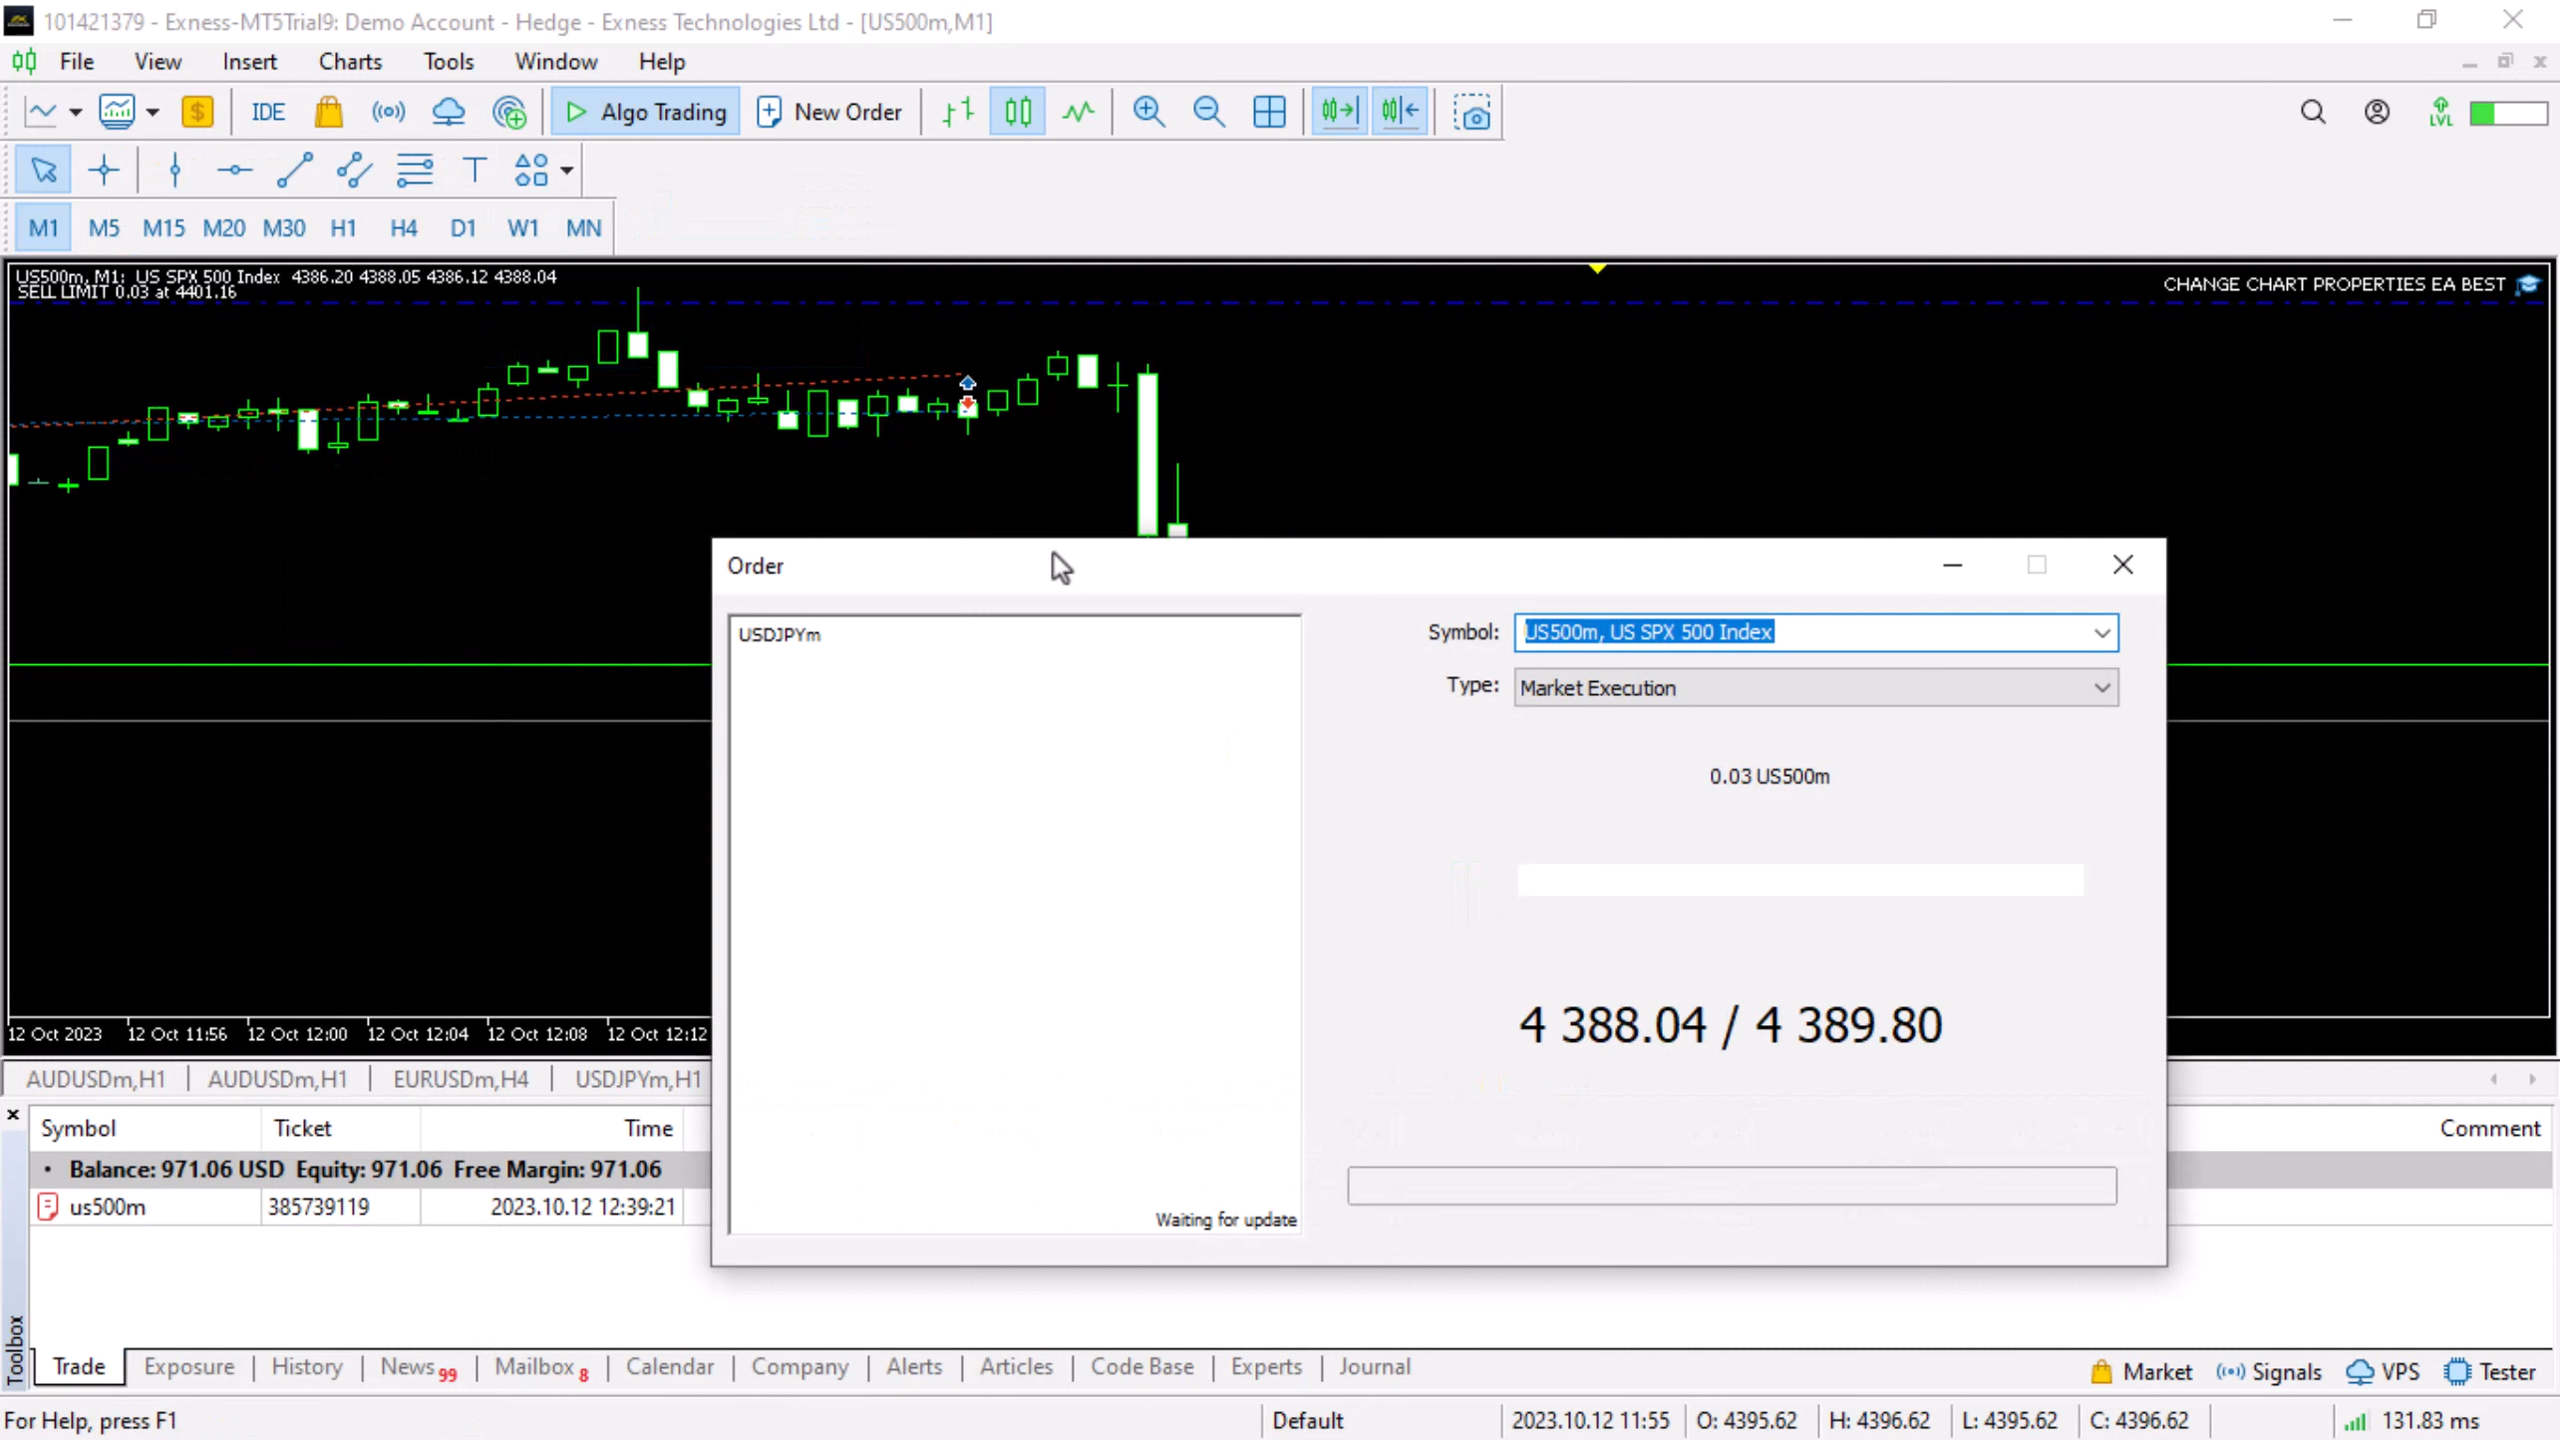 101421379 - Exness-MT5Trial9: Demo Account - Hedge - Exness Technologies Ltd - [US500m,M1]
File View Insert Charts Tools Window Help
IDE Algo Trading New Order LVL
T
M1 M5 M15 M20 M30 H1 H4 D1 W1 MN
US500m, M1: US SPX 500 Index 4386.20 4388.05 4386.12 4388.04
SELL LIMIT 0.03 at 4401.16
CHANGE CHART PROPERTIES EA BEST
Order
USDJPYm
Symbol: US500m, US SPX 500 Index
Type: Market Execution
0.03 US500m
4 388.04 / 4 389.80
Waiting for update
12 Oct 2023 12 Oct 11:56 12 Oct 12:00 12 Oct 12:04 12 Oct 12:08 12 Oct 12:12
AUDUSDm,H1 AUDUSDm,H1 EURUSDm,H4 USDJPYm,H1
Symbol Ticket Time Comment
• Balance: 971.06 USD Equity: 971.06 Free Margin: 971.06
us500m 385739119 2023.10.12 12:39:21
Toolbox
Trade Exposure History News 99 Mailbox 8 Calendar Company Alerts Articles Code Base Experts Journal
Market Signals VPS Tester
For Help, press F1 Default 2023.10.12 11:55 O: 4395.62 H: 4396.62 L: 4395.62 C: 4396.62 131.83 ms